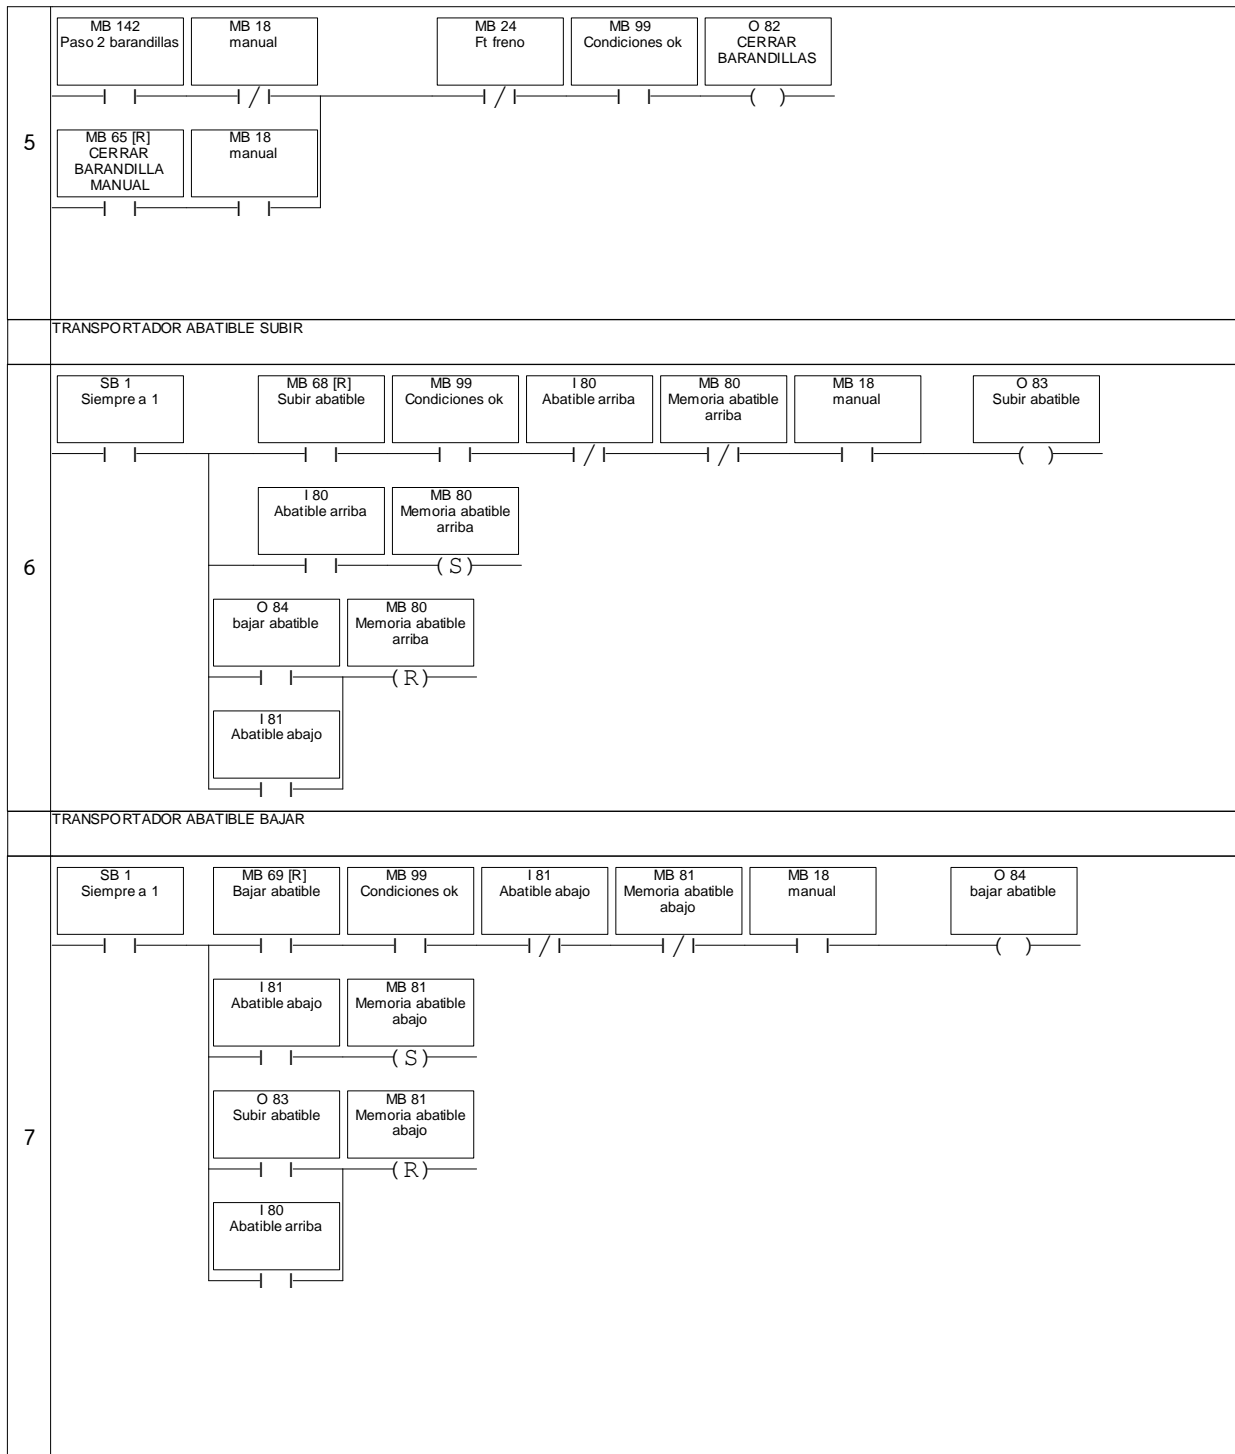 MB 142
Paso 2 barandillas
MB 18
manual
MB 24
Ft freno
MB 99
Condiciones ok
O 82
CERRAR
BARANDILLAS
5
MB 65 [R]
CERRAR
BARANDILLA
MANUAL
MB 18
manual
TRANSPORTADOR ABATIBLE SUBIR
SB 1
Siempre a 1
MB 68 [R]
Subir abatible
MB 99
Condiciones ok
I 80
Abatible arriba
MB 80
Memoria abatible
arriba
MB 18
manual
O 83
Subir abatible
I 80
Abatible arriba
MB 80
Memoria abatible
arriba
(S)
6
O 84
bajar abatible
MB 80
Memoria abatible
arriba
(R)
I 81
Abatible abajo
TRANSPORTADOR ABATIBLE BAJAR
SB 1
Siempre a 1
MB 69 [R]
Bajar abatible
MB 99
Condiciones ok
I 81
Abatible abajo
MB 81
Memoria abatible
abajo
MB 18
manual
O 84
bajar abatible
I 81
Abatible abajo
MB 81
Memoria abatible
abajo
(S)
7
O 83
Subir abatible
MB 81
Memoria abatible
abajo
(R)
I 80
Abatible arriba